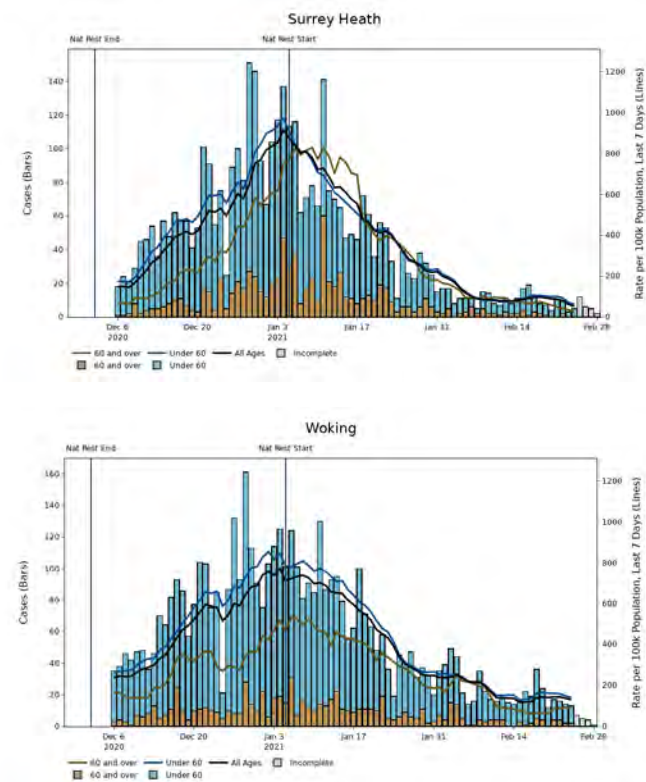 Surrey Heath
Nat Rest End
Nat Rest Start
Cases (Bars)
140
120
100
80
60
40
20
0
Rate per 100k Population, Last 7 Days (Lines)
1200
1000
800
600
400
200
0
Dec 6 Dec 20 Jan 3 Jan 17 Jan 31 Feb 14 Feb 28
2020 2021
60 and over Under 60 All Ages Incomplete
60 and over Under 60
Woking
Nat Rest End
Nat Rest Start
Cases (Bars)
160
140
120
100
80
60
40
20
0
Rate per 100k Population, Last 7 Days (Lines)
1200
1000
800
600
400
200
0
Dec 6 Dec 20 Jan 3 Jan 17 Jan 31 Feb 14 Feb 28
2020 2021
60 and over Under 60 All Ages Incomplete
60 and over Under 60